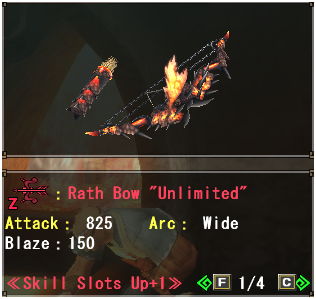 Z : Rath Bow "Unlimited"
Attack : 825 Arc : Wide
Blaze : 150
≪Skill Slots Up+1≫ F 1/4 C